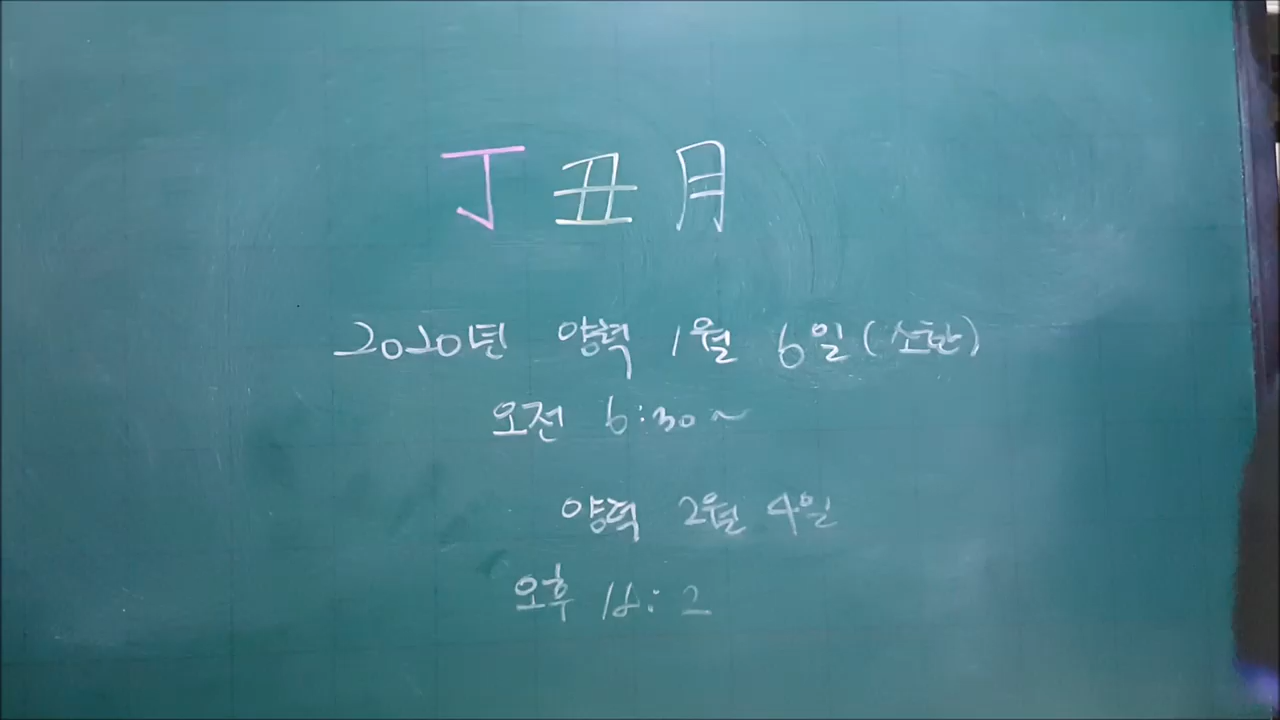 丁丑月
2020년 양력 1월 6일 (소한)
오전 6:30~
양력 2월 4일
오후 : 2